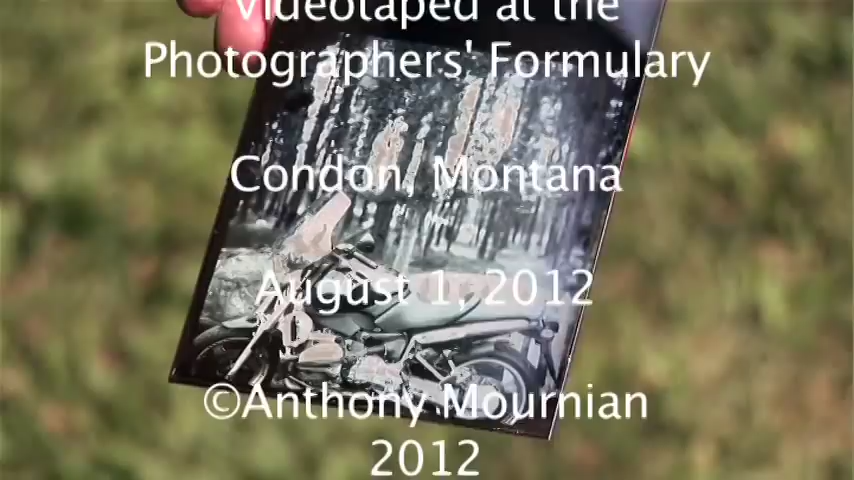 Videotaped at the
Photographers' Formulary
Condon, Montana
August 1, 2012
©Anthony Mournian
2012